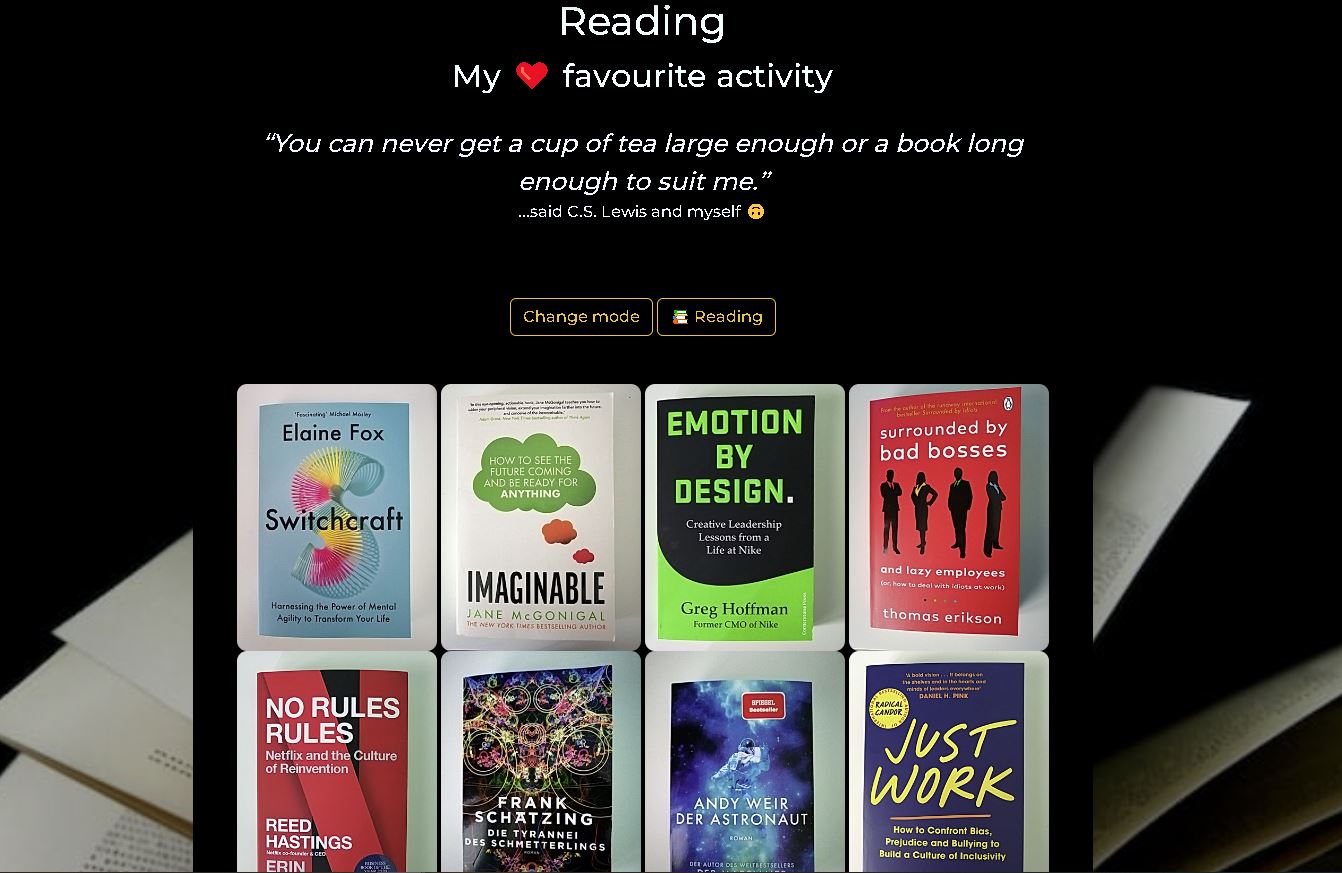 Reading
My ❤️ favourite activity
“You can never get a cup of tea large enough or a book long
enough to suit me.”
...said C.S. Lewis and myself 🙃
Change mode
📚 Reading
'Fascinating' Michael Mosley
Elaine Fox
Switchcraft
Harnessing the Power of Mental
Agility to Transform Your Life
HOW TO SEE THE
FUTURE COMING
AND BE READY FOR
ANYTHING
IMAGINABLE
JANE McGONIGAL
THE NEW YORK TIMES BESTSELLING AUTHOR
EMOTION
BY
DESIGN.
Creative Leadership
Lessons from a
Life at Nike
Greg Hoffman
Former CMO of Nike
From the author of the runaway international
bestseller Surrounded by Idiots
surrounded by
bad bosses
and lazy employees
(or, how to deal with idiots at work)
thomas erikson
NO RULES
RULES
Netflix and the Culture
of Reinvention
REED
HASTINGS
Netflix co-founder & CEO
ERIN
FRANK
SCHÄTZING
DIE TYRANNEI
DES SCHMETTERLINGS
ROMAN
SPIEGEL
Bestseller
ANDY WEIR
DER ASTRONAUT
ROMAN
DER AUTOR DES WELTBESTSELLERS
'A bold vision . . . It belongs on
the shelves and in the hearts and
minds of leaders everywhere'
DANIEL H. PINK
RADICAL
CANDOR
JUST
WORK
How to Confront Bias,
Prejudice and Bullying to
Build a Culture of Inclusivity